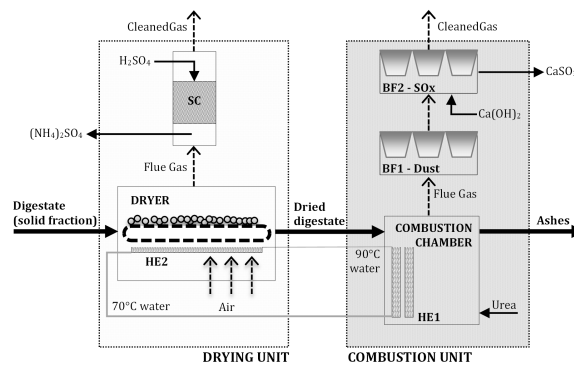 CleanedGas
CleanedGas
H₂SO₄
SC
(NH₄)₂SO₄
Flue Gas
BF2 - SOx
CaSO
Ca(OH)₂
BF1 - Dust
Flue Gas
Digestate
(solid fraction)
DRYER
HE2
Dried
digestate
COMBUSTION
CHAMBER
Ashes
90°C
water
70°C water
Air
HE1
Urea
DRYING UNIT
COMBUSTION UNIT